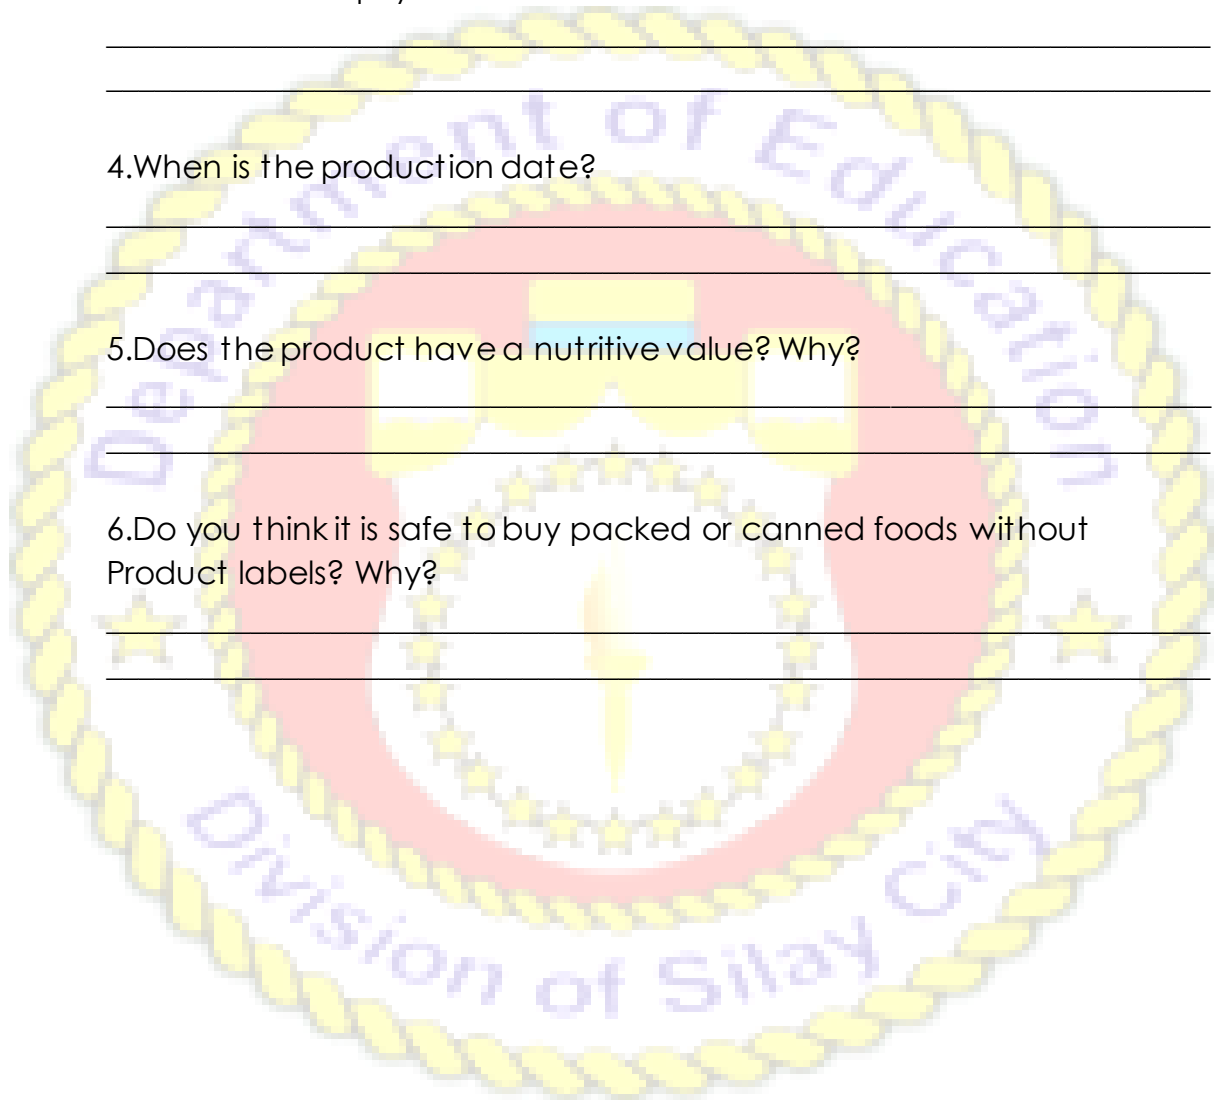 4.When is the production date?
5.Does the product have a nutritive value? Why?
6.Do you think it is safe to buy packed or canned foods without
Product labels? Why?
Department of Education
Division of Silay City